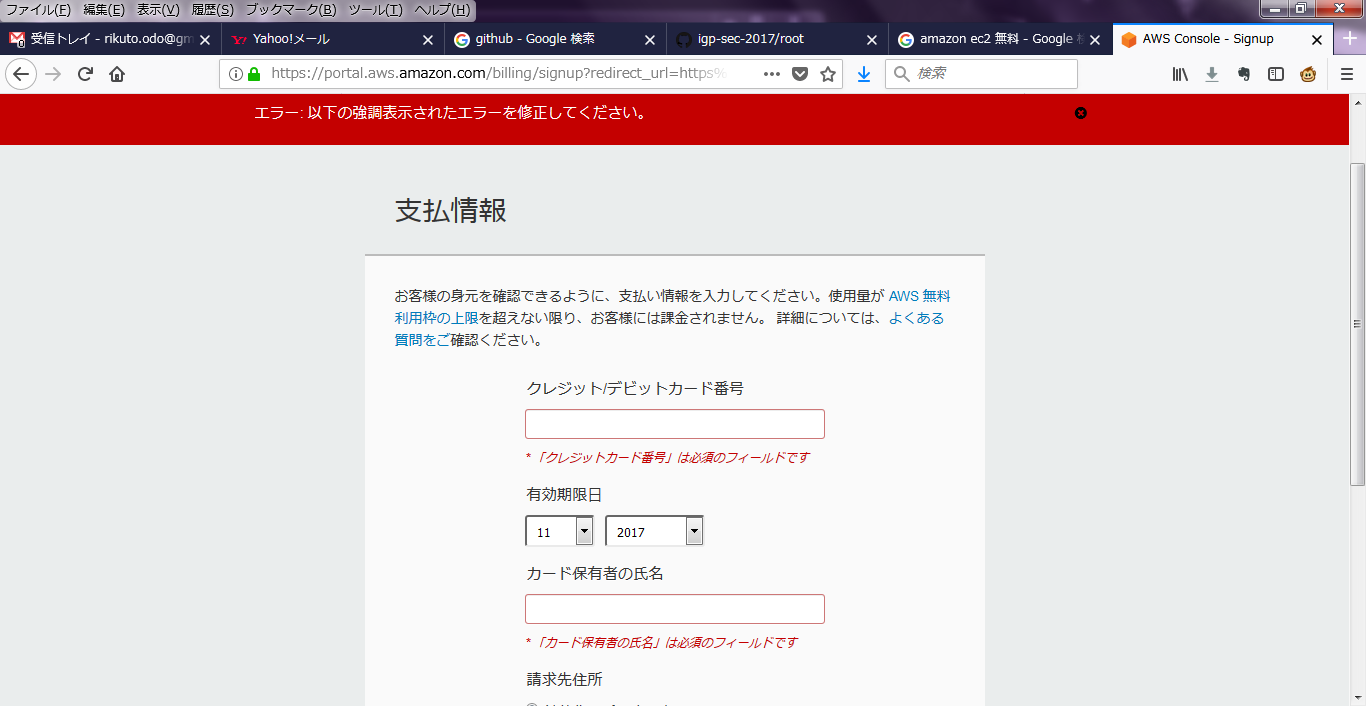 ファイル(F) 編集(E) 表示(V) 履歴(S) ブックマーク(B) ツール(T) ヘルプ(H)
受信トレイ - rikuto.odo@gm Yahoo!メール github - Google 検索 igp-sec-2017/root amazon ec2 無料 - Google AWS Console - Signup
https://portal.aws.amazon.com/billing/signup?redirect_url=https% 検索
エラー: 以下の強調表示されたエラーを修正してください。
支払情報
お客様の身元を確認できるように、支払い情報を入力してください。使用量が AWS 無料
利用枠の上限を超えない限り、お客様には課金されません。 詳細については、よくある
質問をご確認ください。
クレジット/デビットカード番号
* 「クレジットカード番号」は必須のフィールドです
有効期限日
11 2017
カード保有者の氏名
* 「カード保有者の氏名」は必須のフィールドです
請求先住所